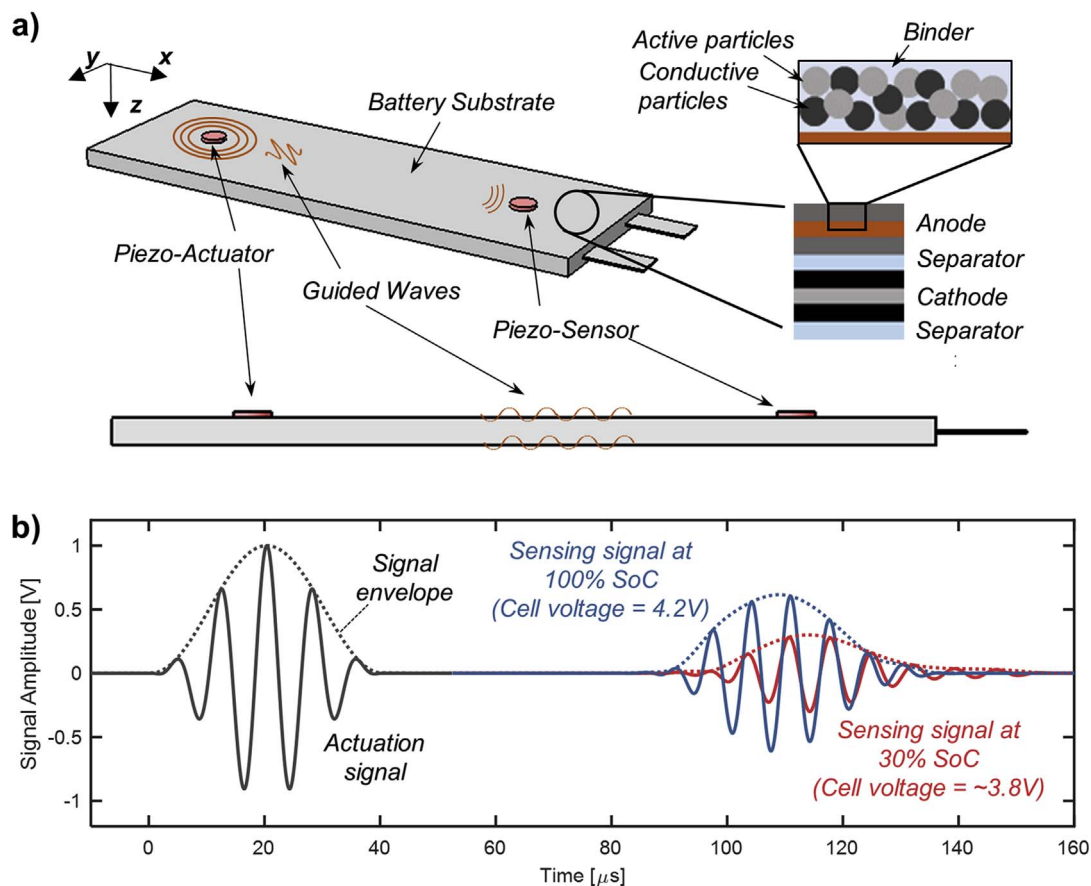 a)
y
x
z
Battery Substrate
Active particles
Conductive
particles
Binder
Piezo-Actuator
Guided Waves
Piezo-Sensor
Anode
Separator
Cathode
Separator
:
b)
Signal Amplitude [V]
1
0.5
0
-0.5
-1
Signal
envelope
Actuation
signal
Sensing signal at
100% SoC
(Cell voltage = 4.2V)
Sensing signal at
30% SoC
(Cell voltage = ~3.8V)
0
20
40
60
80
100
120
140
160
Time [μs]